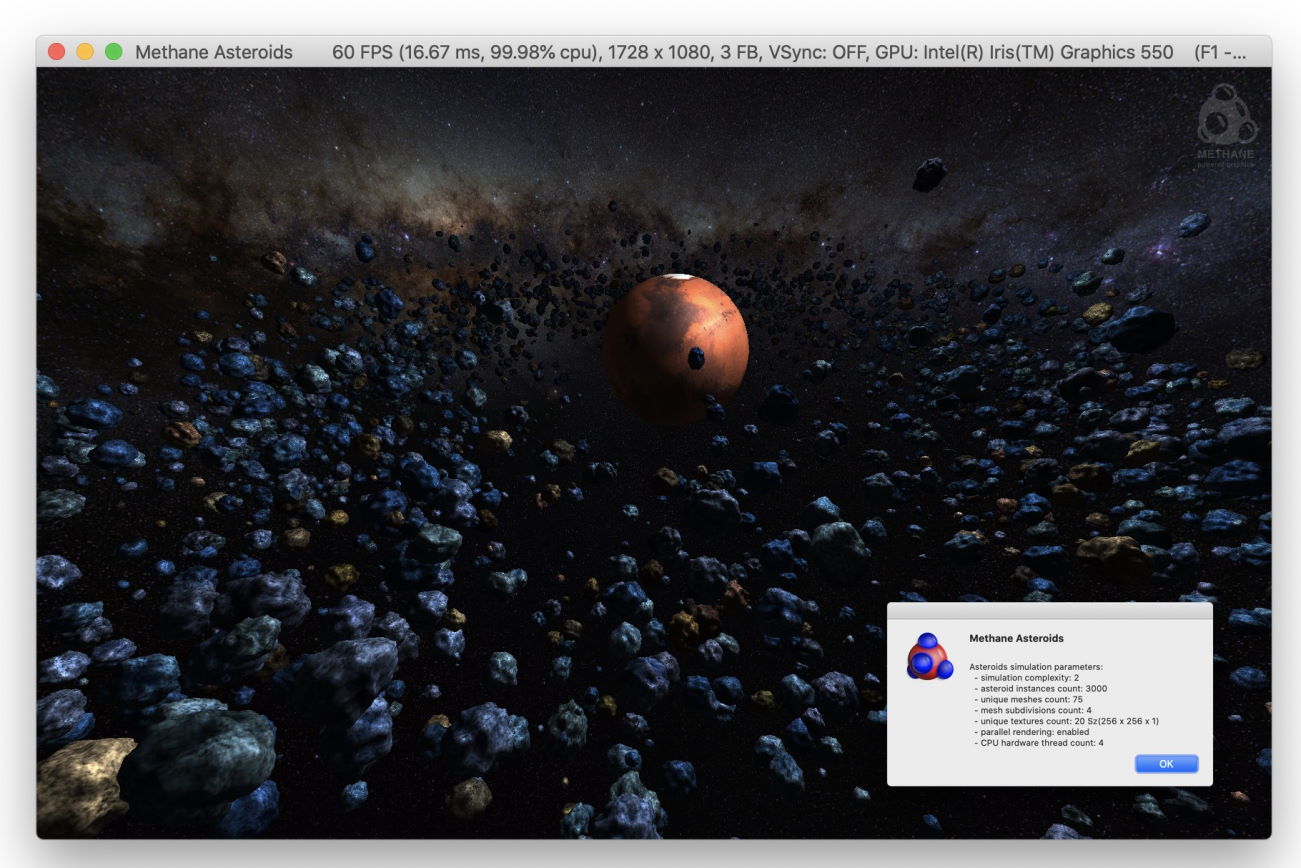 Methane Asteroids 60 FPS (16.67 ms, 99.98% cpu), 1728 x 1080, 3 FB, VSync: OFF, GPU: Intel(R) Iris(TM) Graphics 550 (F1 -...
METHANE
powered graphics
Methane Asteroids
Asteroids simulation parameters:
- simulation complexity: 2
- asteroid instances count: 3000
- unique meshes count: 75
- mesh subdivisions count: 4
- unique textures count: 20 Sz(256 x 256 x 1)
- parallel rendering: enabled
- CPU hardware thread count: 4
OK